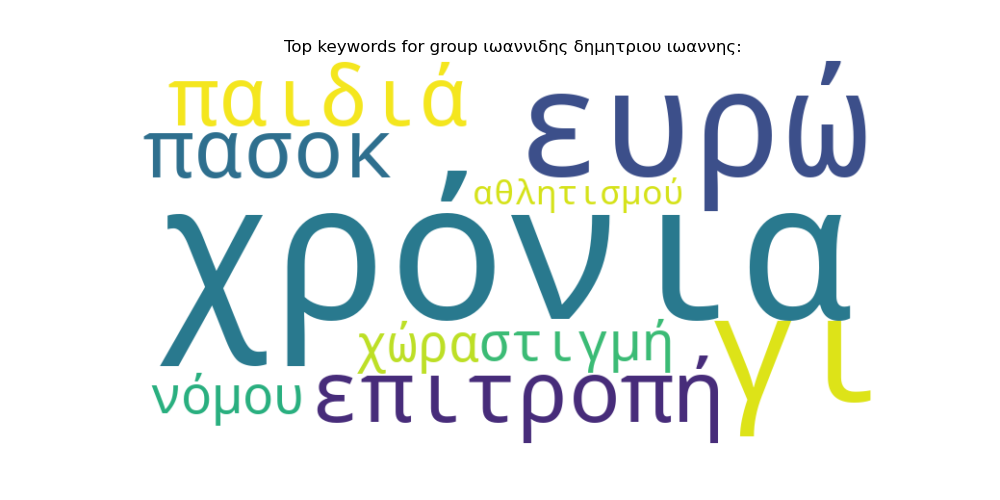 Top keywords for group ιωαννιδης δημητριου ιωαννης:
παιδιά
ευρώ
πασοκ
αθλητισμού
χρόνια
χώρα
στιγμή
γι
νόμου
επιτροπή